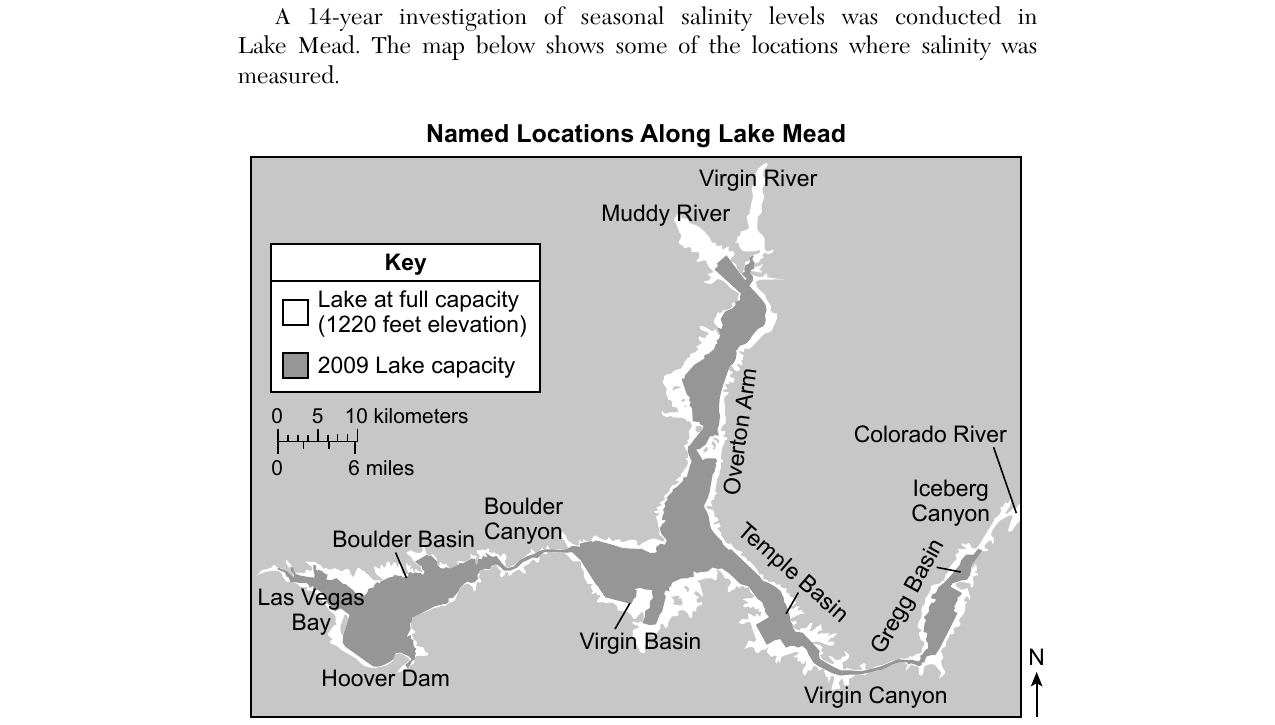 A 14-year investigation of seasonal salinity levels was conducted in
Lake Mead. The map below shows some of the locations where salinity was
measured.
Named Locations Along Lake Mead
Virgin River
Muddy River
Key
Lake at full capacity
(1220 feet elevation)
2009 Lake capacity
0 5 10 kilometers
0 6 miles
Overton Arm
Colorado River
Iceberg
Canyon
Boulder
Canyon
Boulder Basin
Temple Basin
Gregg Basin
Las Vegas
Bay
Virgin Basin
Hoover Dam
Virgin Canyon
N